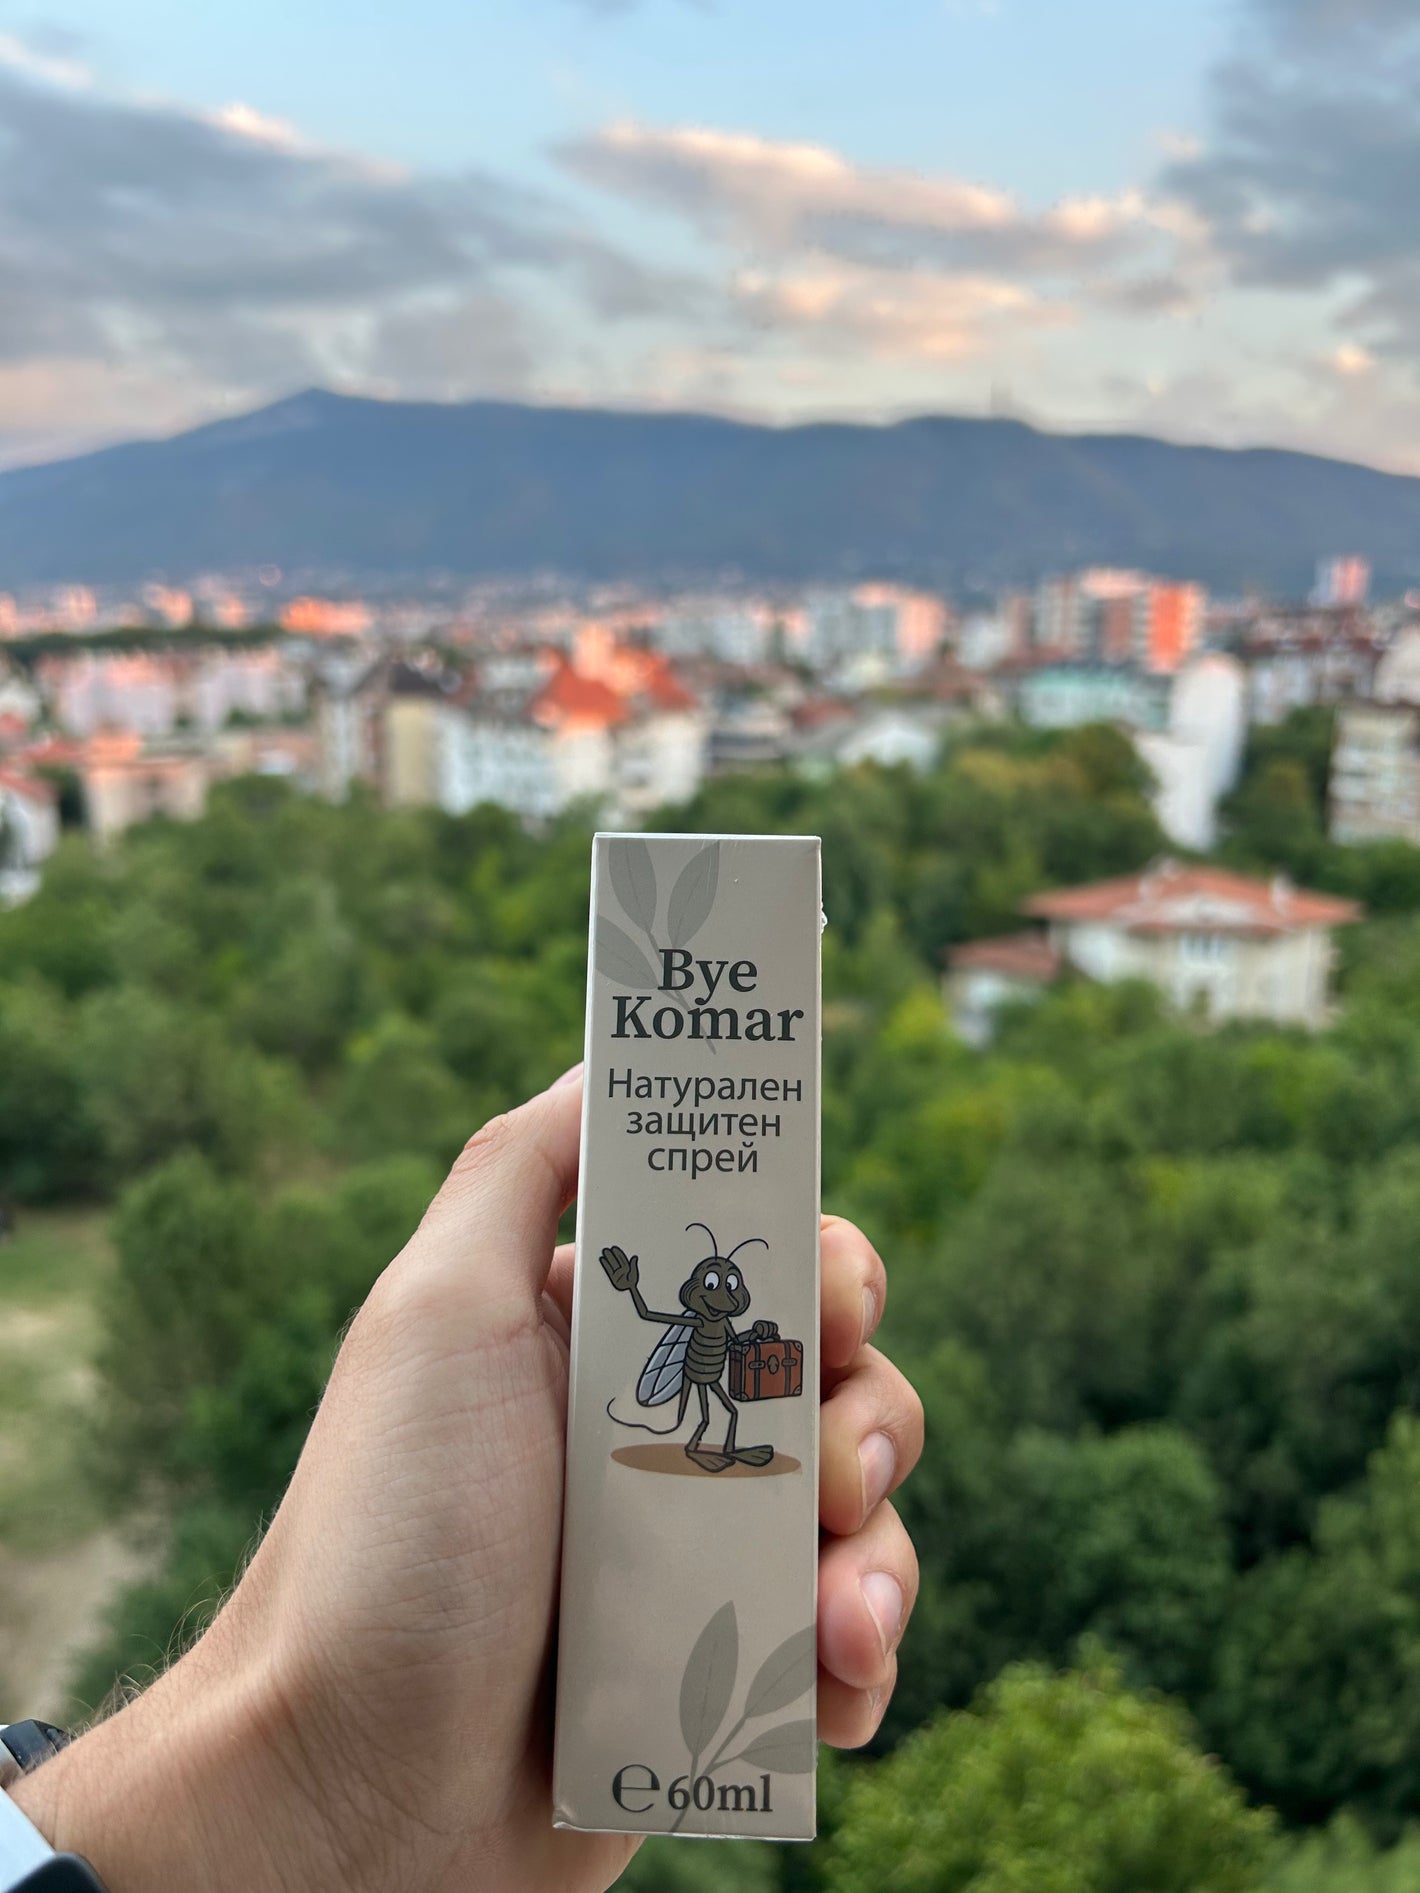 Bye
Komar
Натурален
защитен
спрей
℮60ml